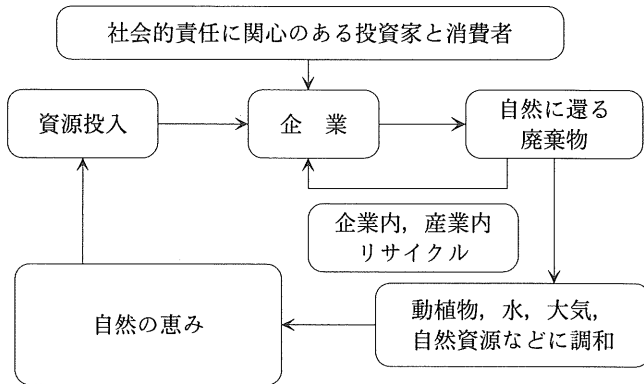 社会的責任に関心のある投資家と消費者
資源投入
企　業
自然に還る
廃棄物
企業内，産業内
リサイクル
自然の恵み
動植物，水，大気，
自然資源などに調和